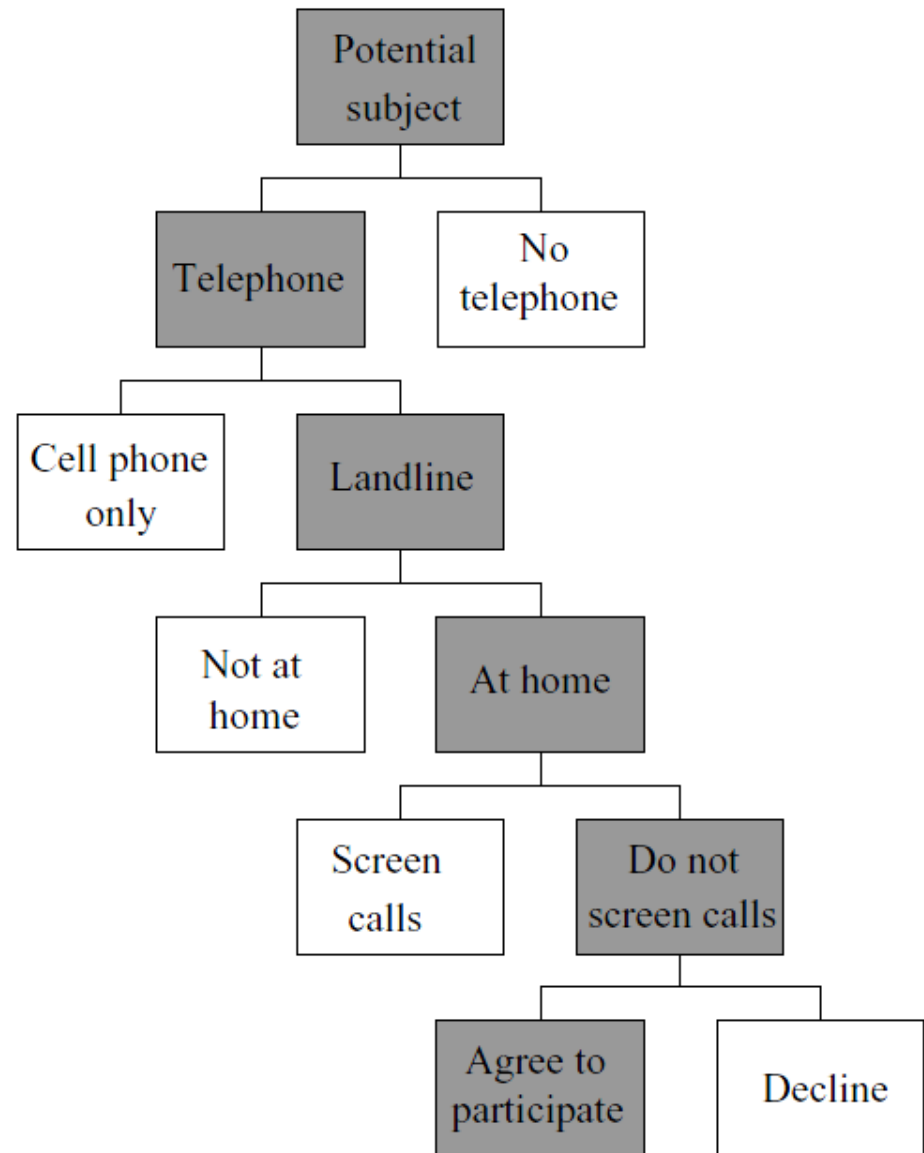 Potential
subject
Telephone
No
telephone
Cell phone
only
Landline
Not at
home
At home
Screen
calls
Do not
screen calls
Agree to
participate
Decline